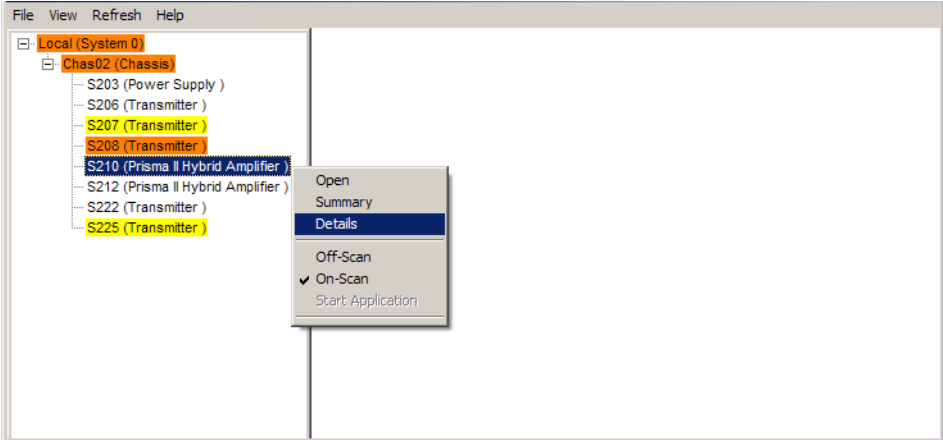 File View Refresh Help
Local (System 0)
Chas02 (Chassis)
S203 (Power Supply )
S206 (Transmitter )
S207 (Transmitter )
S208 (Transmitter )
S210 (Prisma II Hybrid Amplifier )
S212 (Prisma II Hybrid Amplifier )
S222 (Transmitter )
S225 (Transmitter )
Open
Summary
Details
Off-Scan
On-Scan
Start Application